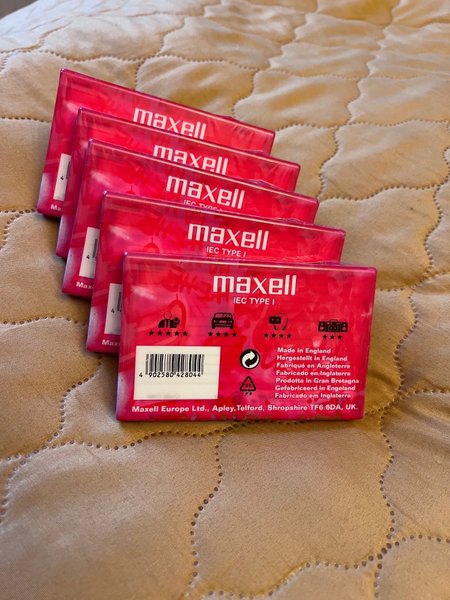 maxell
maxell
maxell
IEC TYPE I
maxell
IEC TYPE I
maxell
IEC TYPE I
4 902580 428044
Made in England
Hergestellt in England
Fabriqué en Angleterre
Fabricado en Inglaterra
Prodotta in Gran Bretagna
Gefabriceerd in Engeland
Fabricado em Inglaterra
Maxell Europe Ltd., Apley,Telford, Shropshire TF6 6DA, UK.